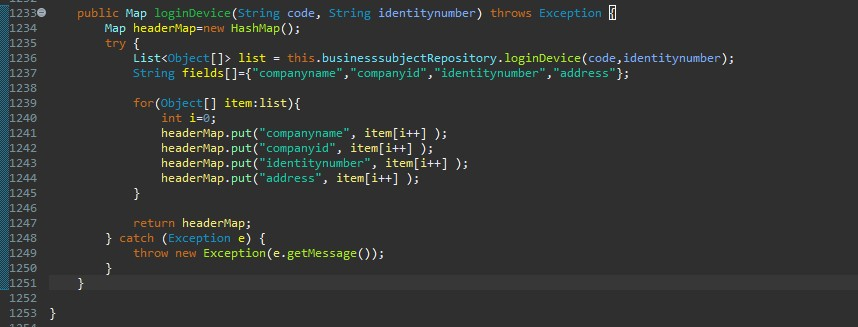 1233 public Map loginDevice(String code, String identitynumber) throws Exception {
1234 Map headerMap=new HashMap();
1235 try {
1236 List<Object[]> list = this.businesssubjectRepository.loginDevice(code,identitynumber);
1237 String fields[]={"companyname","companyid","identitynumber","address"};
1238
1239 for(Object[] item:list){
1240 int i=0;
1241 headerMap.put("companyname", item[i++] );
1242 headerMap.put("companyid", item[i++] );
1243 headerMap.put("identitynumber", item[i++] );
1244 headerMap.put("address", item[i++] );
1245 }
1246
1247 return headerMap;
1248 } catch (Exception e) {
1249 throw new Exception(e.getMessage());
1250 }
1251 }
1252
1253 }